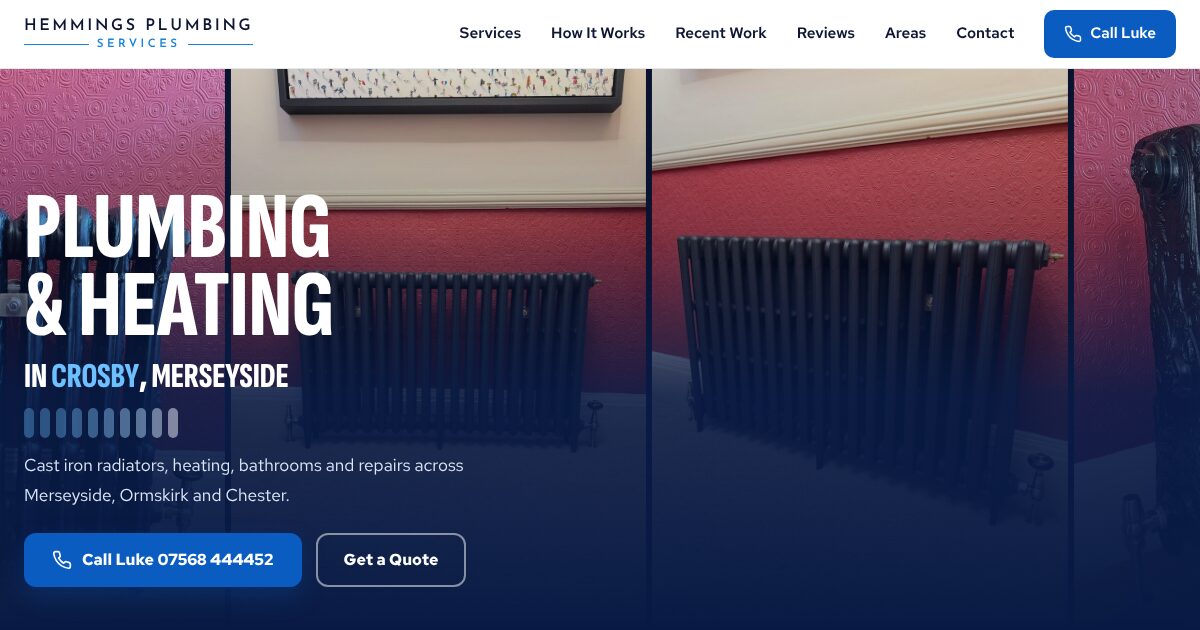 HEMMINGS PLUMBING
SERVICES
Services
How It Works
Recent Work
Reviews
Areas
Contact
Call Luke
PLUMBING
& HEATING
IN CROSBY, MERSEYSIDE
Cast iron radiators, heating, bathrooms and repairs across
Merseyside, Ormskirk and Chester.
Call Luke 07568 444452
Get a Quote